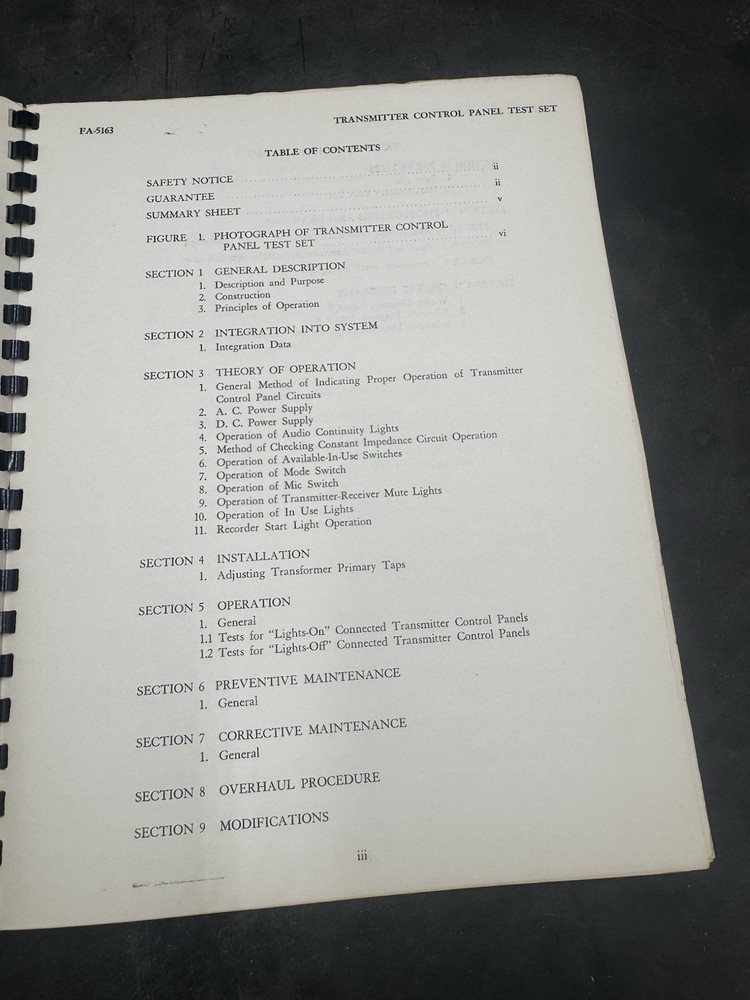 FA-5163
TRANSMITTER CONTROL PANEL TEST SET
TABLE OF CONTENTS
SAFETY NOTICE ii
GUARANTEE ii
SUMMARY SHEET v
FIGURE 1. PHOTOGRAPH OF TRANSMITTER CONTROL
PANEL TEST SET vi
SECTION 1 GENERAL DESCRIPTION
1. Description and Purpose
2. Construction
3. Principles of Operation
SECTION 2 INTEGRATION INTO SYSTEM
1. Integration Data
SECTION 3 THEORY OF OPERATION
1. General Method of Indicating Proper Operation of Transmitter
Control Panel Circuits
2. A. C. Power Supply
3. D. C. Power Supply
4. Operation of Audio Continuity Lights
5. Method of Checking Constant Impedance Circuit Operation
6. Operation of Available-In-Use Switches
7. Operation of Mode Switch
8. Operation of Mic Switch
9. Operation of Transmitter-Receiver Mute Lights
10. Operation of In Use Lights
11. Recorder Start Light Operation
SECTION 4 INSTALLATION
1. Adjusting Transformer Primary Taps
SECTION 5 OPERATION
1. General
1.1 Tests for "Lights-On" Connected Transmitter Control Panels
1.2 Tests for "Lights-Off" Connected Transmitter Control Panels
SECTION 6 PREVENTIVE MAINTENANCE
1. General
SECTION 7 CORRECTIVE MAINTENANCE
1. General
SECTION 8 OVERHAUL PROCEDURE
SECTION 9 MODIFICATIONS
iii